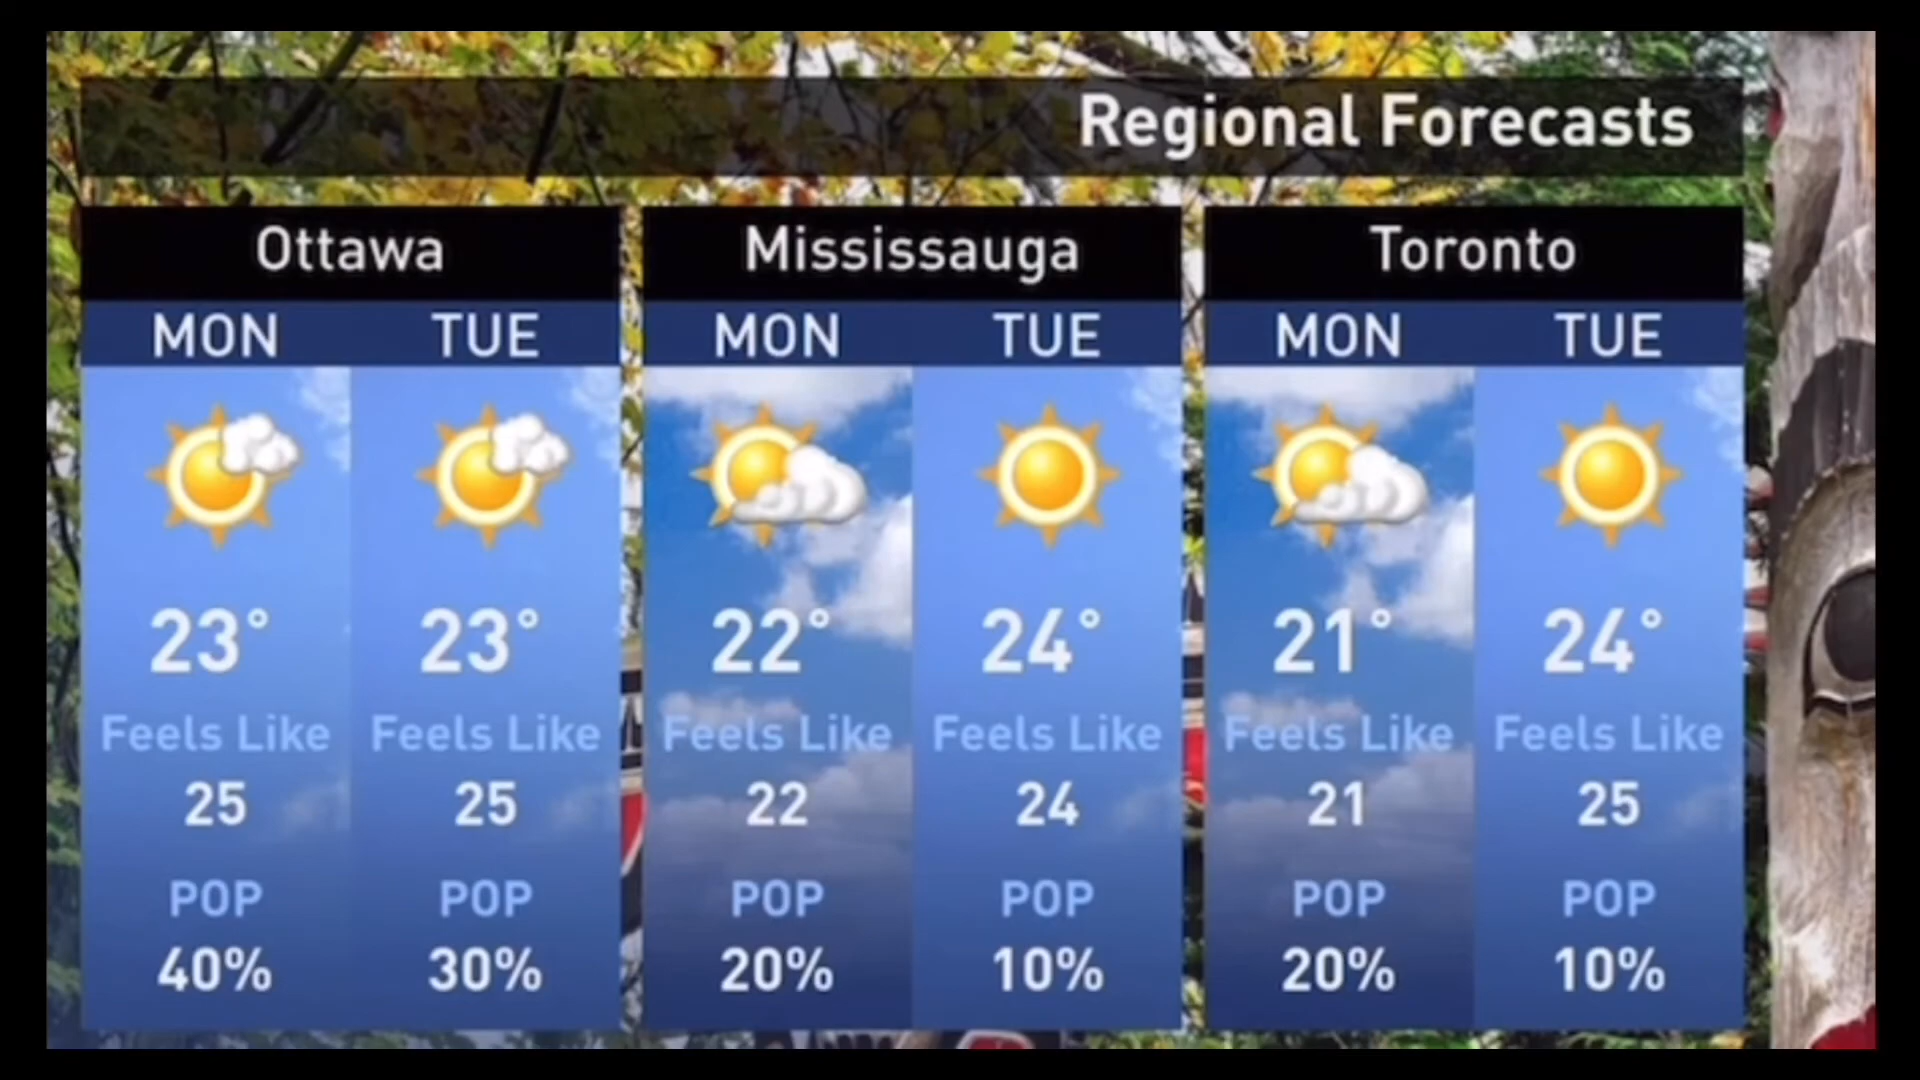 Regional Forecasts
Ottawa
MON TUE
23° 23°
Feels Like Feels Like
25 25
POP POP
40% 30%
Mississauga
MON TUE
22° 24°
Feels Like Feels Like
22 24
POP POP
20% 10%
Toronto
MON TUE
21° 24°
Feels Like Feels Like
21 25
POP POP
20% 10%